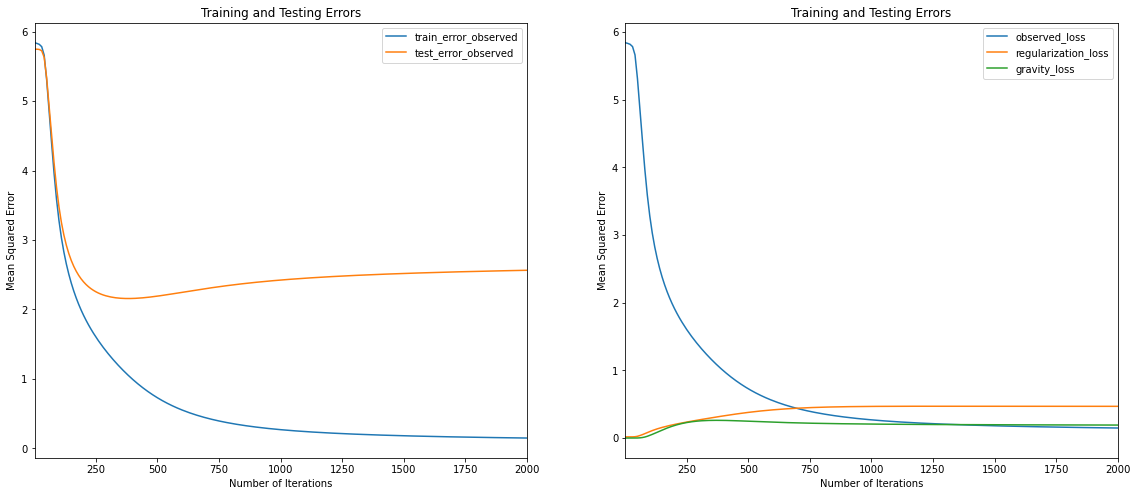 Training and Testing Errors
6
5
4
3
2
1
0
Mean Squared Error
train_error_observed
test_error_observed
250 500 750 1000 1250 1500 1750 2000
Number of Iterations
Training and Testing Errors
6
5
4
3
2
1
0
Mean Squared Error
observed_loss
regularization_loss
gravity_loss
250 500 750 1000 1250 1500 1750 2000
Number of Iterations